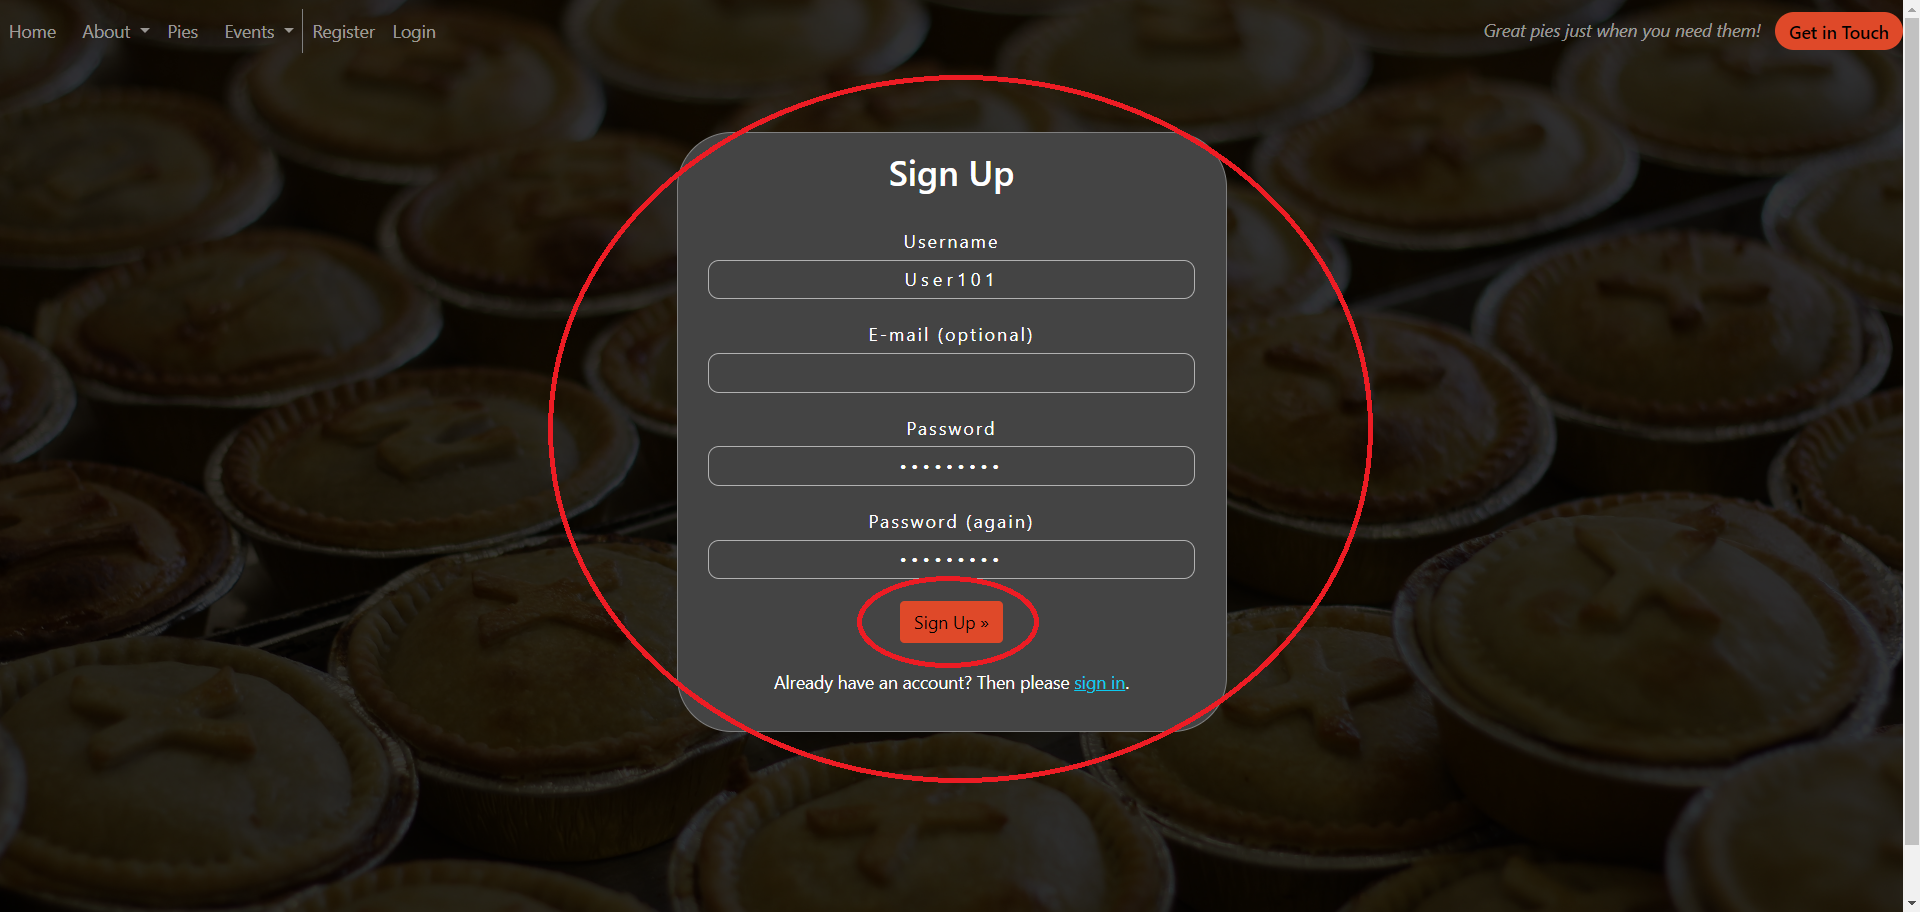 Home About Pies Events Register Login Great pies just when you need them! Get in Touch
Sign Up
Username
User101
E-mail (optional)
Password
•••••••••
Password (again)
•••••••••
Sign Up »
Already have an account? Then please sign in.